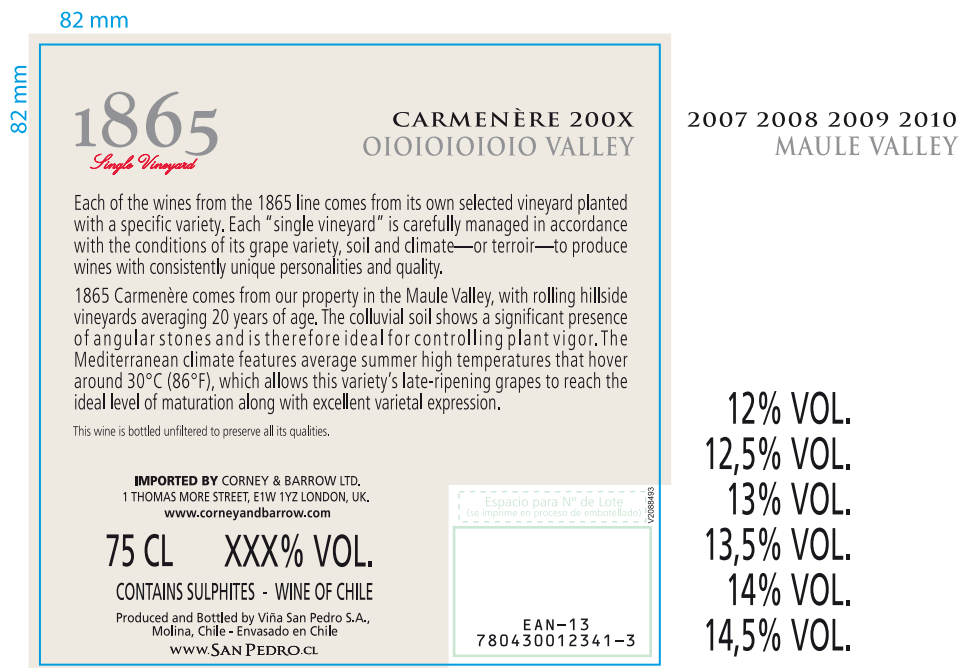 82 mm
82 mm
1865
Single Vineyard
CARMENÈRE 200X
OIOIOIOIOIO VALLEY
2007 2008 2009 2010
MAULE VALLEY
Each of the wines from the 1865 line comes from its own selected vineyard planted
with a specific variety. Each “single vineyard” is carefully managed in accordance
with the conditions of its grape variety, soil and climate—or terroir—to produce
wines with consistently unique personalities and quality.
1865 Carmenère comes from our property in the Maule Valley, with rolling hillside
vineyards averaging 20 years of age. The colluvial soil shows a significant presence
of angular stones and is therefore ideal for controlling plant vigor. The
Mediterranean climate features average summer high temperatures that hover
around 30°C (86°F), which allows this variety’s late-ripening grapes to reach the
ideal level of maturation along with excellent varietal expression.
This wine is bottled unfiltered to preserve all its qualities.
IMPORTED BY CORNEY & BARROW LTD.
1 THOMAS MORE STREET, E1W 1YZ LONDON, UK.
www.corneyandbarrow.com
75 CL XXX% VOL.
CONTAINS SULPHITES - WINE OF CHILE
Produced and Bottled by Viña San Pedro S.A.,
Molina, Chile - Envasado en Chile
WWW.SAN PEDRO.CL
Espacio para Nº de Lote
(se imprime en proceso de embotellado)
V2088493
EAN-13
780430012341-3
12% VOL.
12,5% VOL.
13% VOL.
13,5% VOL.
14% VOL.
14,5% VOL.